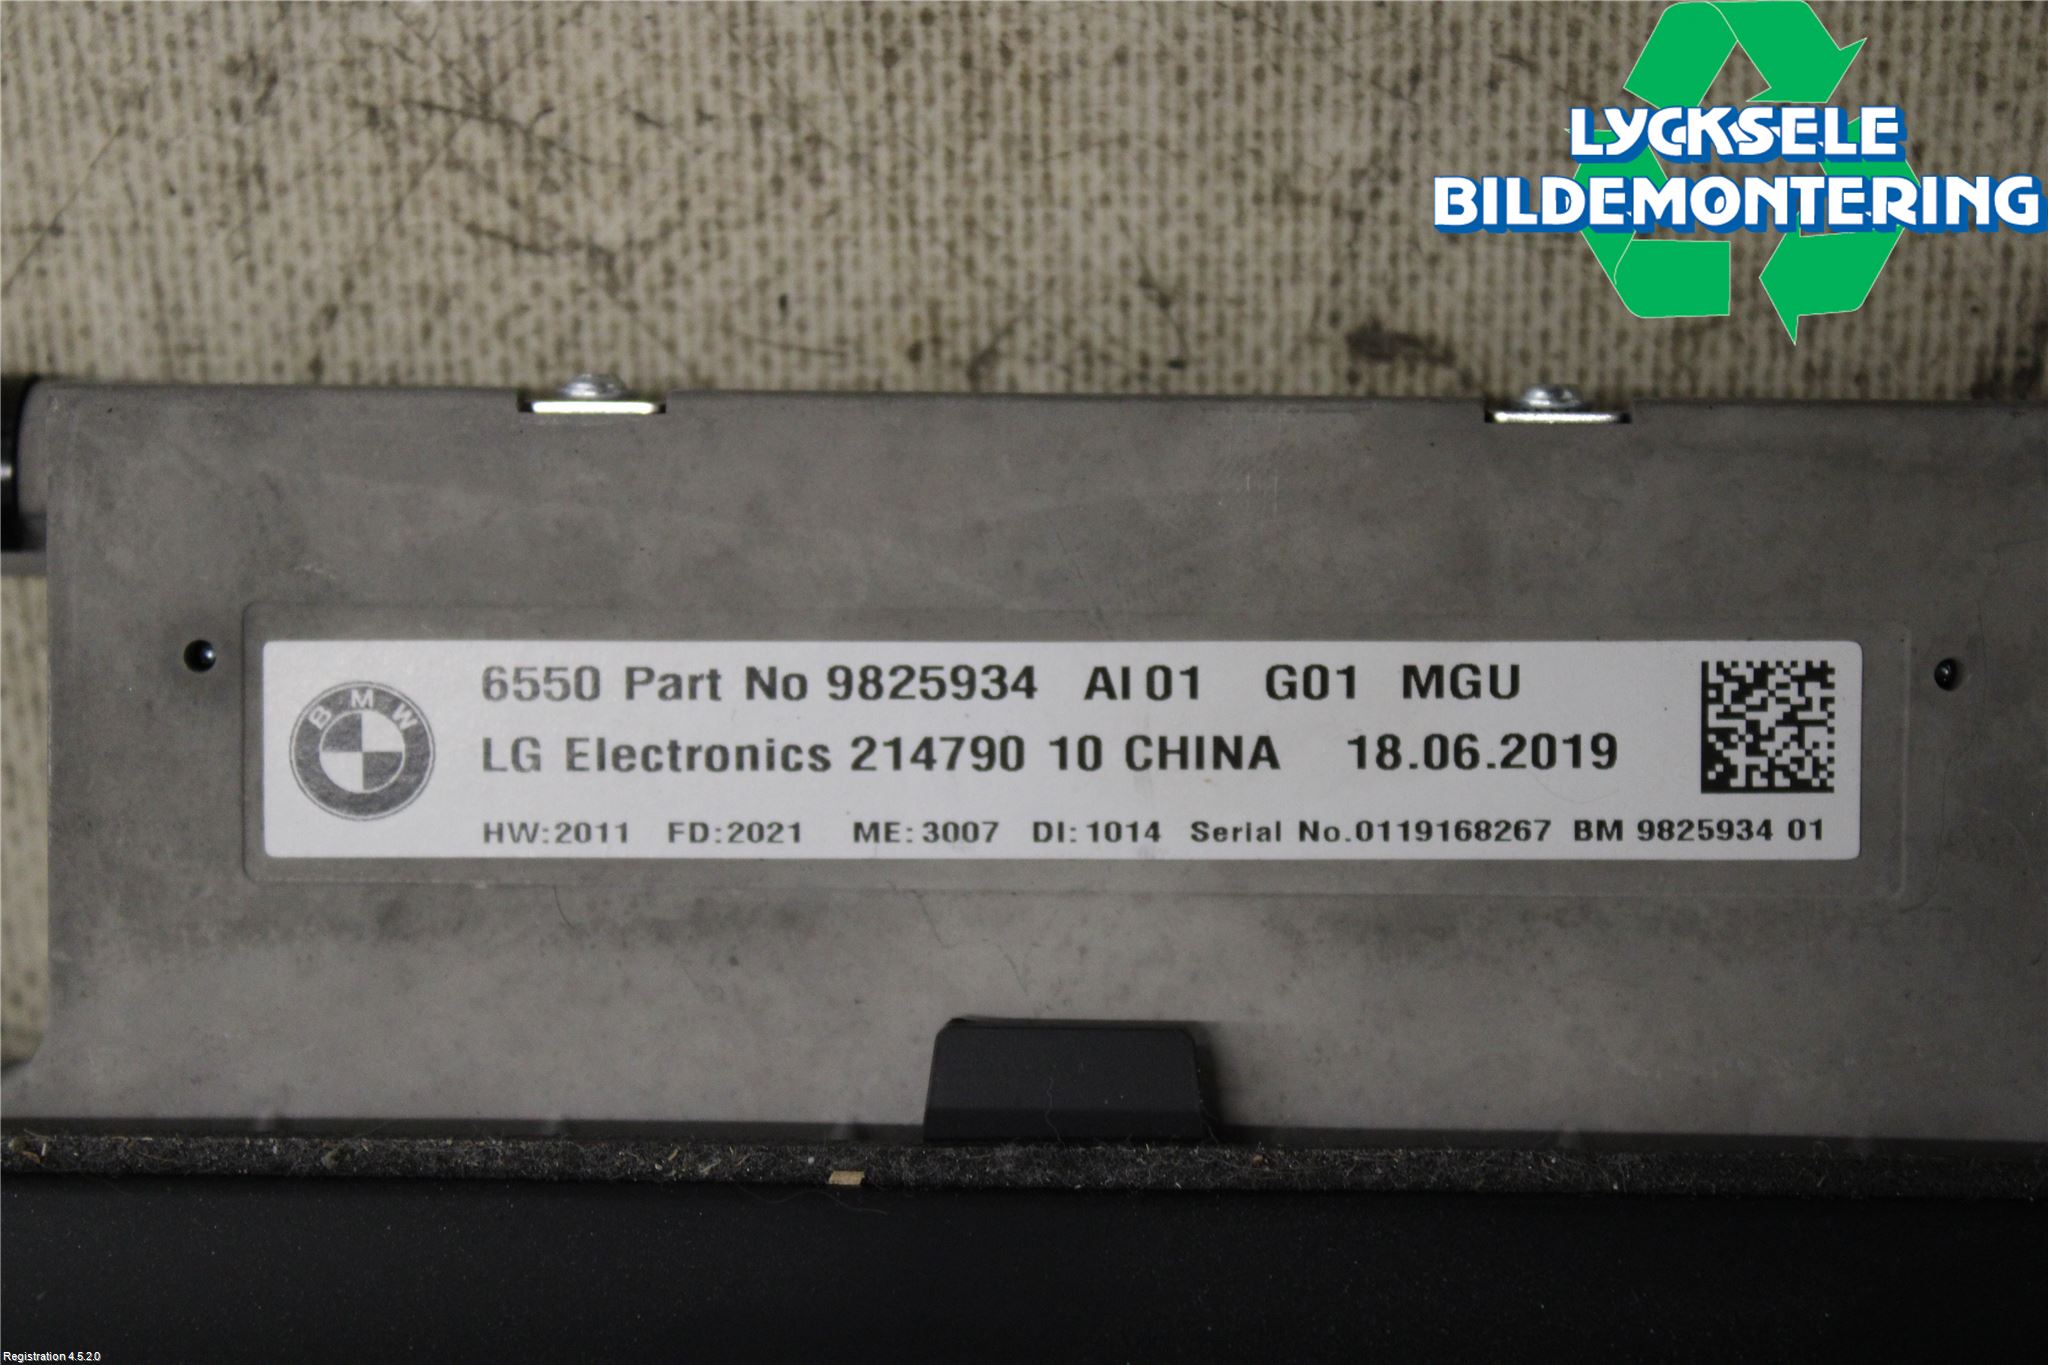 LYCKSELE
BILDEMONTERING
6550 Part No 9825934 AI 01 G01 MGU
LG Electronics 214790 10 CHINA 18.06.2019
HW:2011 FD:2021 ME: 3007 DI: 1014 Serial No.0119168267 BM 9825934 01
BMW
Registration 4.5.2.0